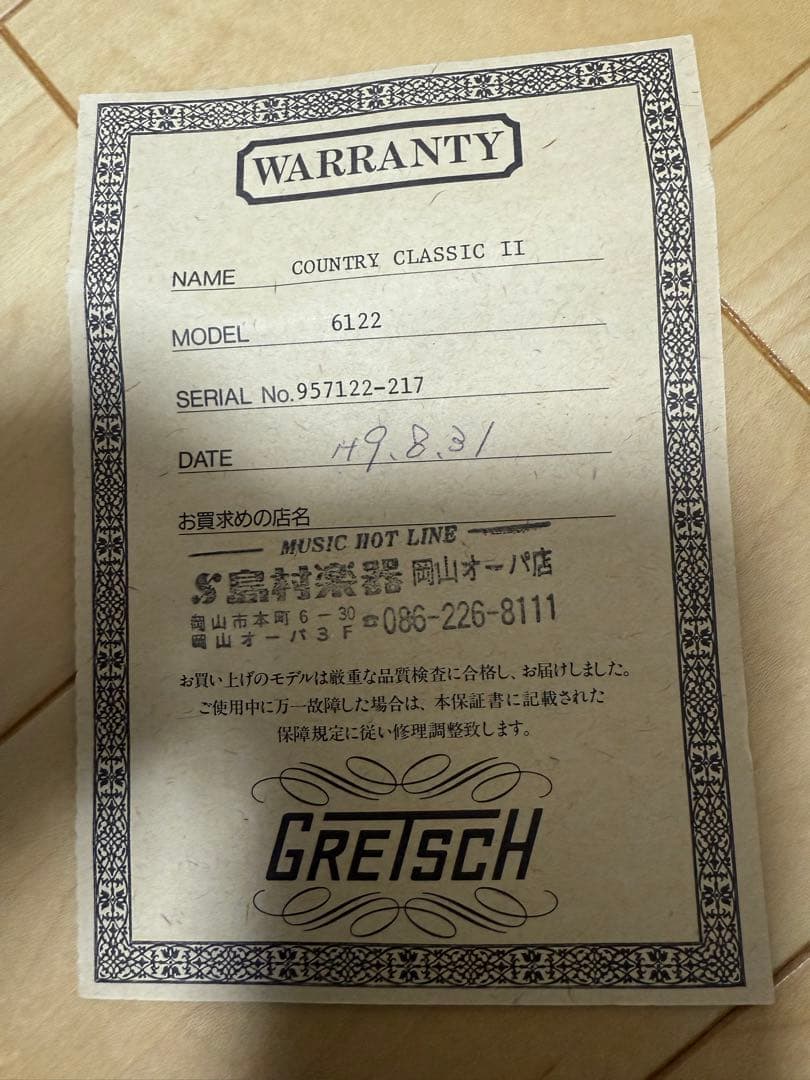 WARRANTY
NAME COUNTRY CLASSIC II
MODEL 6122
SERIAL No. 957122-217
DATE H9.8.31
お買求めの店名
MUSIC HOT LINE
S 島村楽器 岡山オーパ店
岡山市本町6-30
岡山オーパ3F ☎086-226-8111
お買い上げのモデルは厳重な品質検査に合格し、お届けしました。
ご使用中に万一故障した場合は、本保証書に記載された
保障規定に従い修理調整致します。
GRETSCH